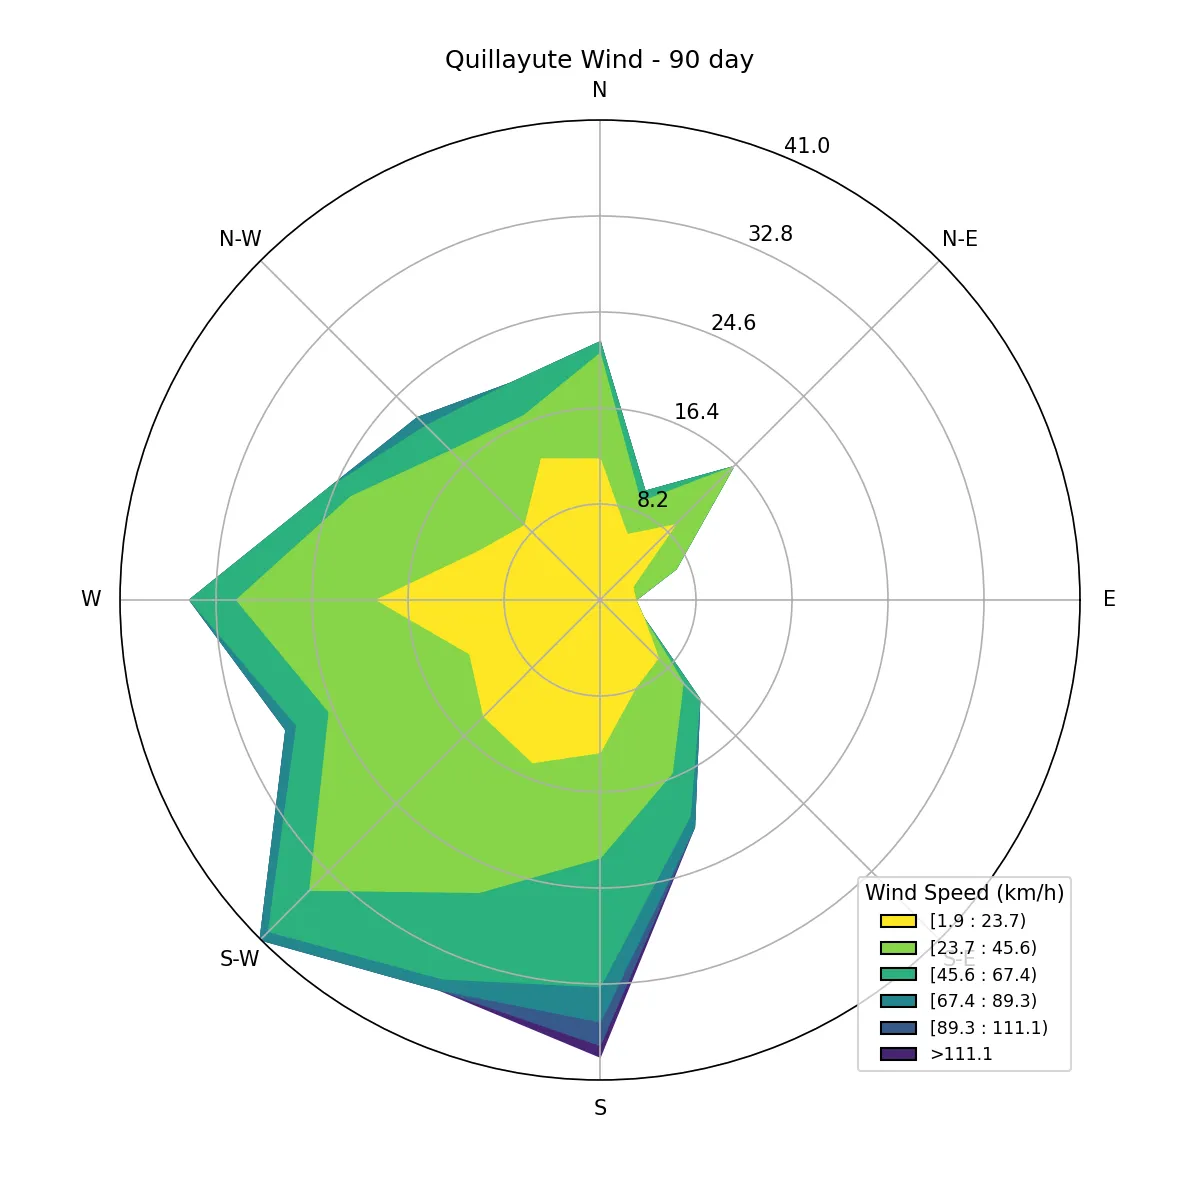 Quillayute Wind - 90 day
N
41.0
32.8
N-W
N-E
24.6
16.4
8.2
W
E
Wind Speed (km/h)
[1.9 : 23.7)
[23.7 : 45.6)
S-W
S-E
[45.6 : 67.4)
[67.4 : 89.3)
[89.3 : 111.1)
>111.1
S